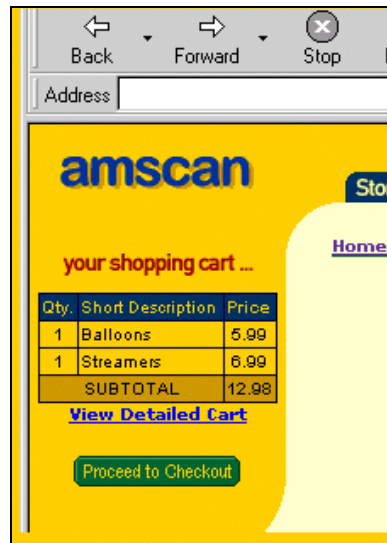 Back Forward Stop
Address
amscan
Sto
Home
your shopping cart ...
Qty. Short Description Price
1 Balloons 5.99
1 Streamers 6.99
SUBTOTAL 12.98
View Detailed Cart
Proceed to Checkout